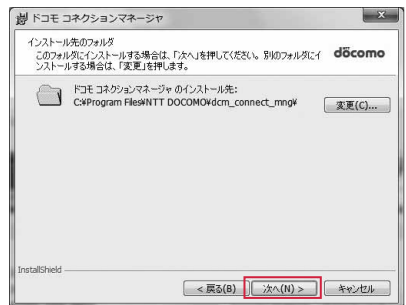 ドコモ コネクションマネージャ
インストール先のフォルダ
このフォルダにインストールする場合は、「次へ」を押してください。別のフォルダにイ
ンストールする場合は、「変更」を押します。
döcomo
ドコモ コネクションマネージャ のインストール先:
C:¥Program Files¥NTT DOCOMO¥dcm_connect_mng¥
変更(C)...
InstallShield
< 戻る(B)
次へ(N) >
キャンセル